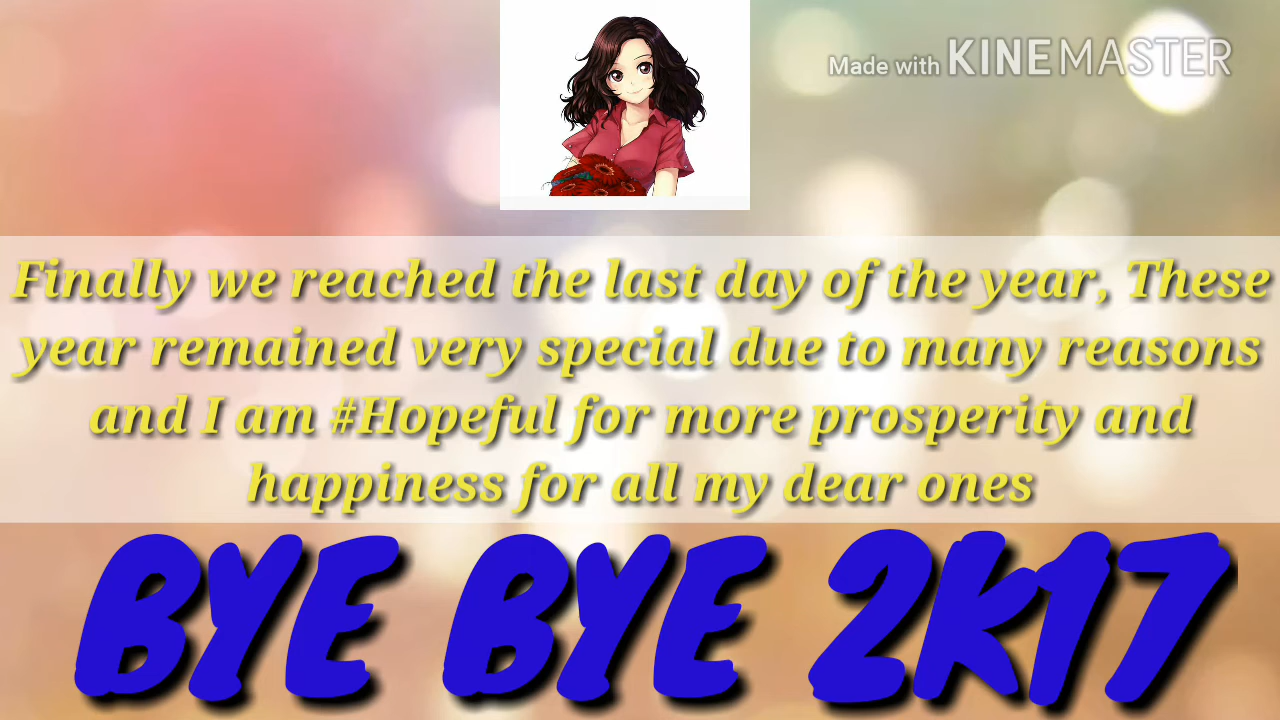 Made with KINEMASTER
Finally we reached the last day of the year, These
year remained very special due to many reasons
and I am #Hopeful for more prosperity and
happiness for all my dear ones
BYE BYE 2K17